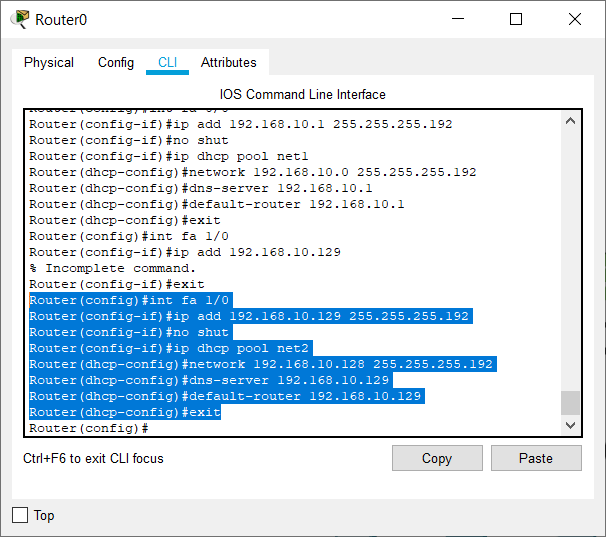 Router0
Physical Config CLI Attributes
IOS Command Line Interface
Router(config-if)#ip add 192.168.10.1 255.255.255.192
Router(config-if)#no shut
Router(config-if)#ip dhcp pool net1
Router(dhcp-config)#network 192.168.10.0 255.255.255.192
Router(dhcp-config)#dns-server 192.168.10.1
Router(dhcp-config)#default-router 192.168.10.1
Router(dhcp-config)#exit
Router(config)#int fa 1/0
Router(config-if)#ip add 192.168.10.129
% Incomplete command.
Router(config-if)#exit
Router(config)#int fa 1/0
Router(config-if)#ip add 192.168.10.129 255.255.255.192
Router(config-if)#no shut
Router(config-if)#ip dhcp pool net2
Router(dhcp-config)#network 192.168.10.128 255.255.255.192
Router(dhcp-config)#dns-server 192.168.10.129
Router(dhcp-config)#default-router 192.168.10.129
Router(dhcp-config)#exit
Router(config)#
Ctrl+F6 to exit CLI focus
Copy Paste
Top